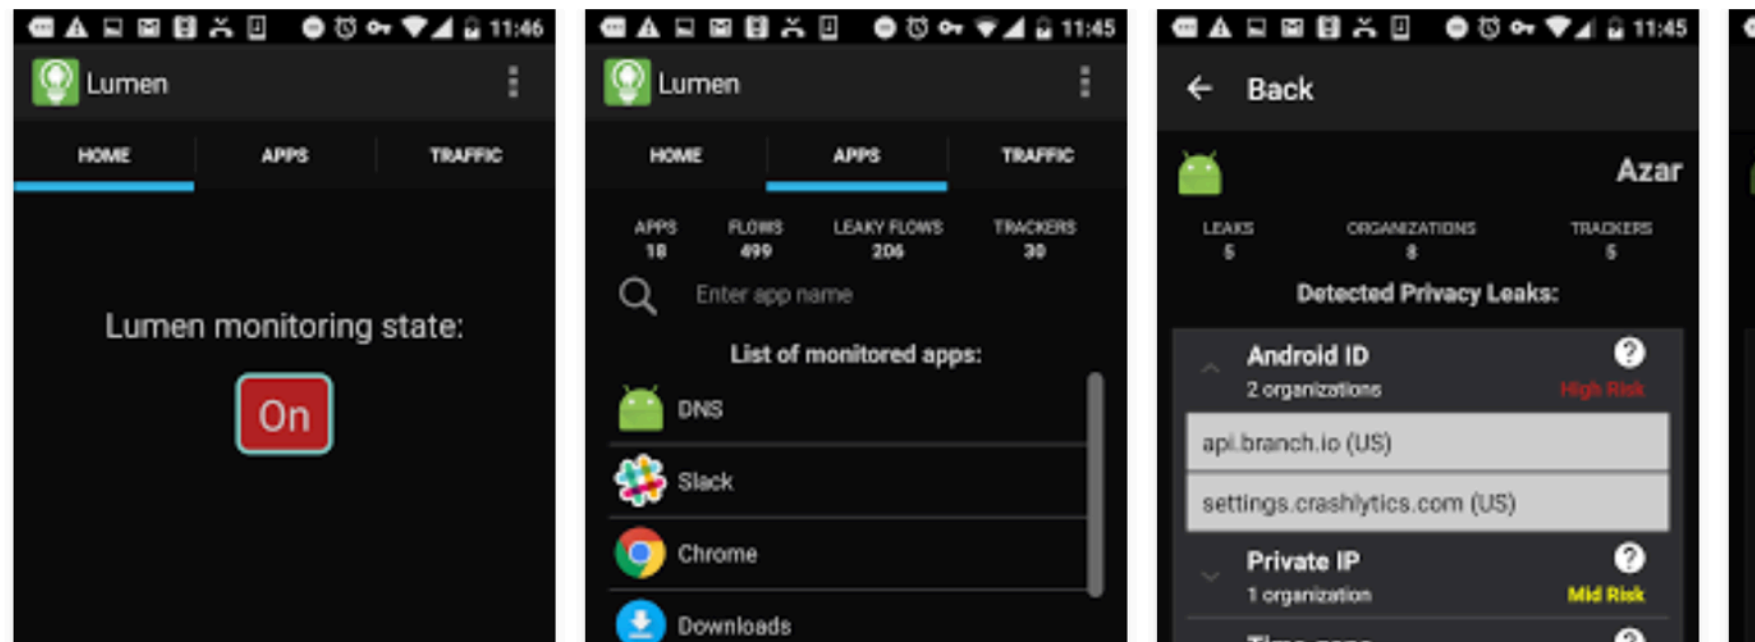 11:46
Lumen
HOME APPS TRAFFIC
Lumen monitoring state:
On
11:45
Lumen
HOME APPS TRAFFIC
APPS FLOWS LEAKY FLOWS TRACKERS
18 499 206 30
Enter app name
List of monitored apps:
DNS
Slack
Chrome
Downloads
11:45
Back
Azar
LEAKS ORGANIZATIONS TRACKERS
5 8 5
Detected Privacy Leaks:
Android ID ?
2 organizations High Risk
api.branch.io (US)
settings.crashlytics.com (US)
Private IP ?
1 organization Mid Risk